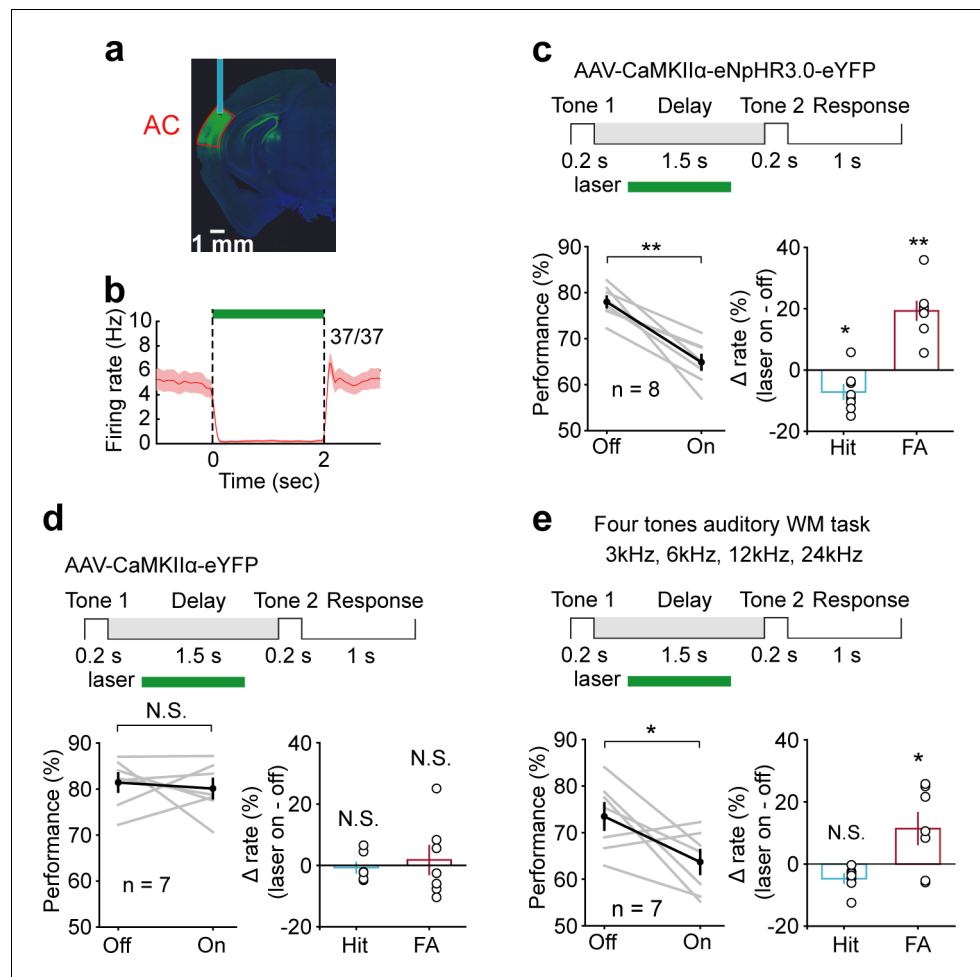 a
AC
1 mm
b
Firing rate (Hz)
10
8
6
4
2
0
37/37
0
2
Time (sec)
c
AAV-CaMKIIα-eNpHR3.0-eYFP
Tone 1 Delay Tone 2 Response
0.2 s 1.5 s 0.2 s 1 s
laser
Performance (%)
90
80
70
60
50
**
n = 8
Off On
Δ rate (%)
(laser on - off)
40
20
0
-20
*
**
Hit FA
d
AAV-CaMKIIα-eYFP
Tone 1 Delay Tone 2 Response
0.2 s 1.5 s 0.2 s 1 s
laser
Performance (%)
90
80
70
60
50
N.S.
n = 7
Off On
Δ rate (%)
(laser on - off)
40
20
0
-20
N.S.
N.S.
Hit FA
e
Four tones auditory WM task
3kHz, 6kHz, 12kHz, 24kHz
Tone 1 Delay Tone 2 Response
0.2 s 1.5 s 0.2 s 1 s
laser
Performance (%)
90
80
70
60
50
*
n = 7
Off On
Δ rate (%)
(laser on - off)
40
20
0
-20
N.S.
*
Hit FA